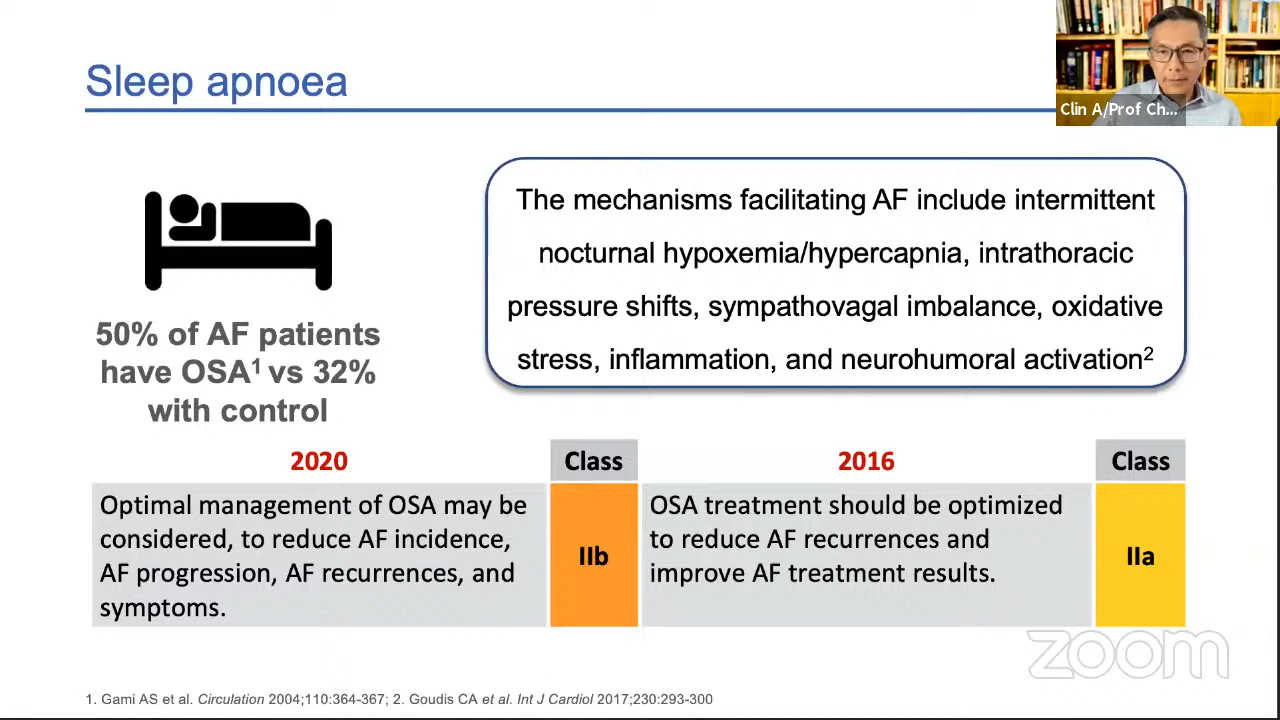 Sleep apnoea
Clin A/Prof Ch...
50% of AF patients
have OSA¹ vs 32%
with control
The mechanisms facilitating AF include intermittent
nocturnal hypoxemia/hypercapnia, intrathoracic
pressure shifts, sympathovagal imbalance, oxidative
stress, inflammation, and neurohumoral activation²
2020
Class
2016
Class
Optimal management of OSA may be
considered, to reduce AF incidence,
AF progression, AF recurrences, and
symptoms.
IIb
OSA treatment should be optimized
to reduce AF recurrences and
improve AF treatment results.
IIa
zoom
1. Gami AS et al. Circulation 2004;110:364-367; 2. Goudis CA et al. Int J Cardiol 2017;230:293-300